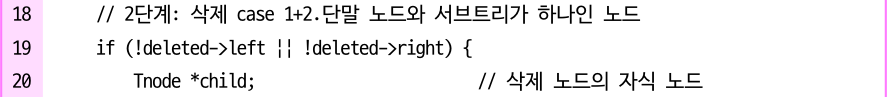 18 // 2단계: 삭제 case 1+2.단말 노드와 서브트리가 하나인 노드
19 if (!deleted->left || !deleted->right) {
20 Tnode *child; // 삭제 노드의 자식 노드